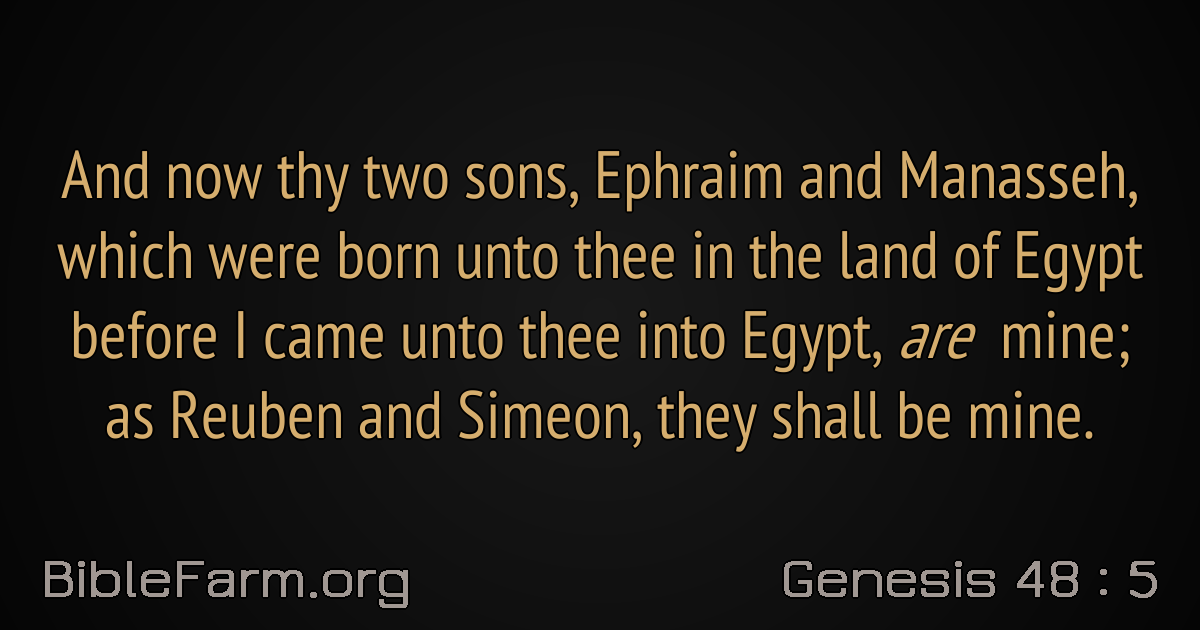 And now thy two sons, Ephraim and Manasseh,
which were born unto thee in the land of Egypt
before I came unto thee into Egypt, are mine;
as Reuben and Simeon, they shall be mine.
BibleFarm.org
Genesis 48 : 5